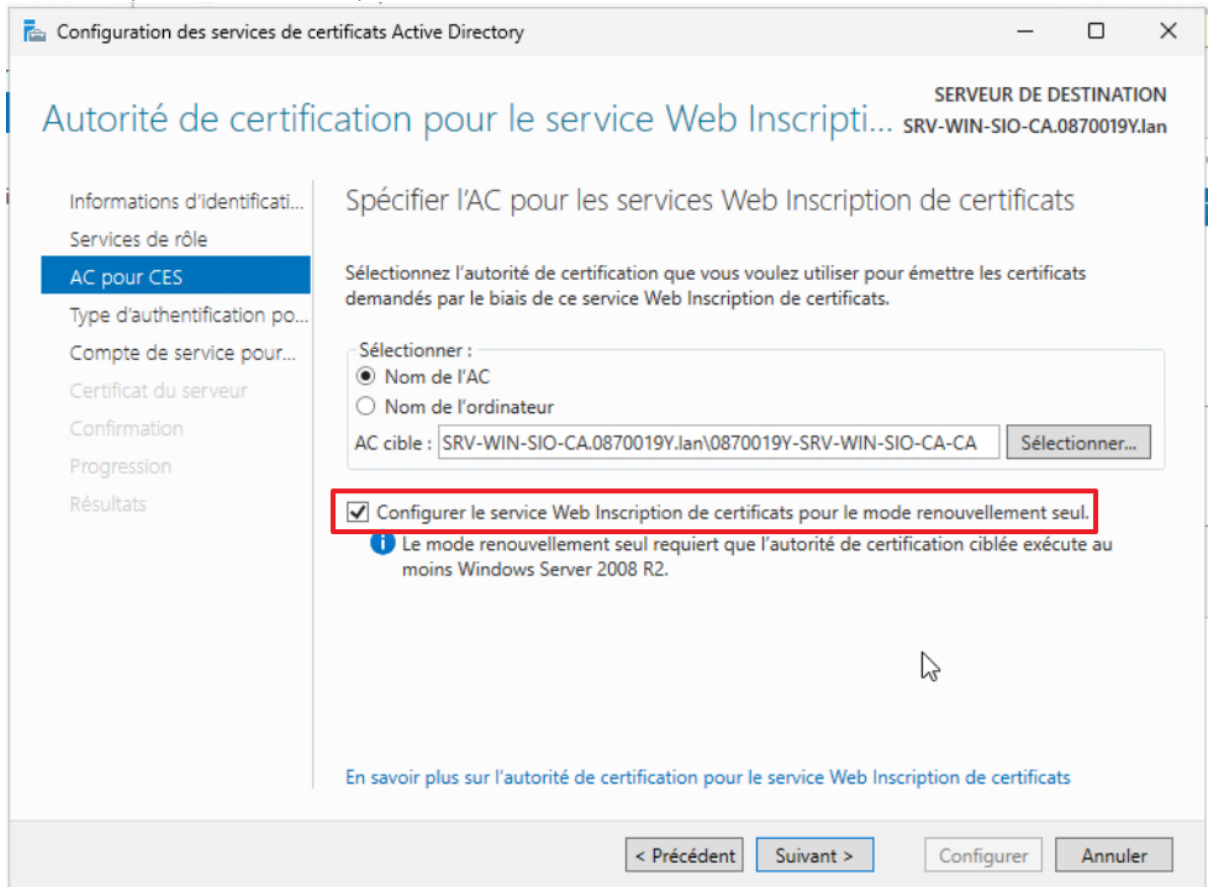 Configuration des services de certificats Active Directory
SERVEUR DE DESTINATION
Autorité de certification pour le service Web Inscripti... SRV-WIN-SIO-CA.0870019Y.lan
Informations d'identificati...
Services de rôle
AC pour CES
Type d'authentification po...
Compte de service pour...
Certificat du serveur
Confirmation
Progression
Résultats
Spécifier l'AC pour les services Web Inscription de certificats
Sélectionnez l'autorité de certification que vous voulez utiliser pour émettre les certificats
demandés par le biais de ce service Web Inscription de certificats.
Sélectionner :
Nom de l'AC
Nom de l'ordinateur
AC cible : SRV-WIN-SIO-CA.0870019Y.lan\0870019Y-SRV-WIN-SIO-CA-CA Sélectionner...
Configurer le service Web Inscription de certificats pour le mode renouvellement seul.
Le mode renouvellement seul requiert que l'autorité de certification ciblée exécute au
moins Windows Server 2008 R2.
En savoir plus sur l'autorité de certification pour le service Web Inscription de certificats
< Précédent Suivant > Configurer Annuler